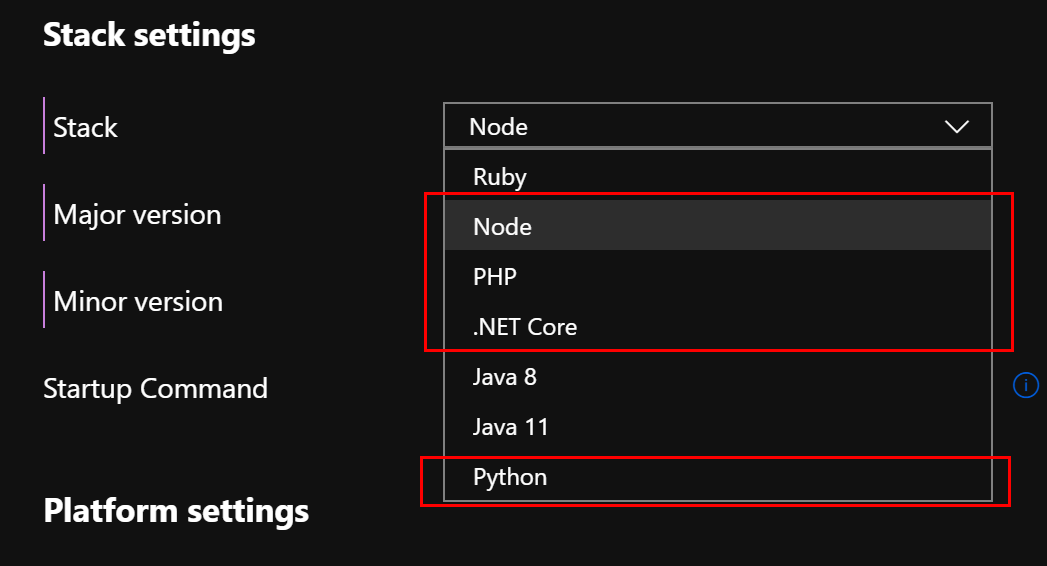 Stack settings
Stack
Node
Ruby
Major version
Node
PHP
Minor version
.NET Core
Java 8
Startup Command
Java 11
Python
Platform settings